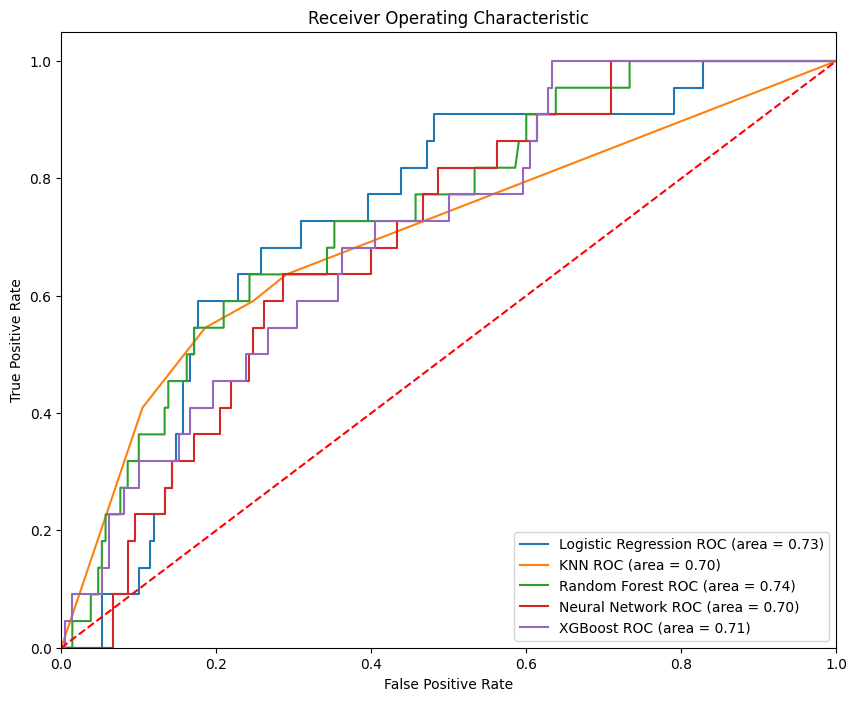 Receiver Operating Characteristic
1.0
0.8
0.6
0.4
0.2
0.0
True Positive Rate
0.0 0.2 0.4 0.6 0.8 1.0
False Positive Rate
Logistic Regression ROC (area = 0.73)
KNN ROC (area = 0.70)
Random Forest ROC (area = 0.74)
Neural Network ROC (area = 0.70)
XGBoost ROC (area = 0.71)